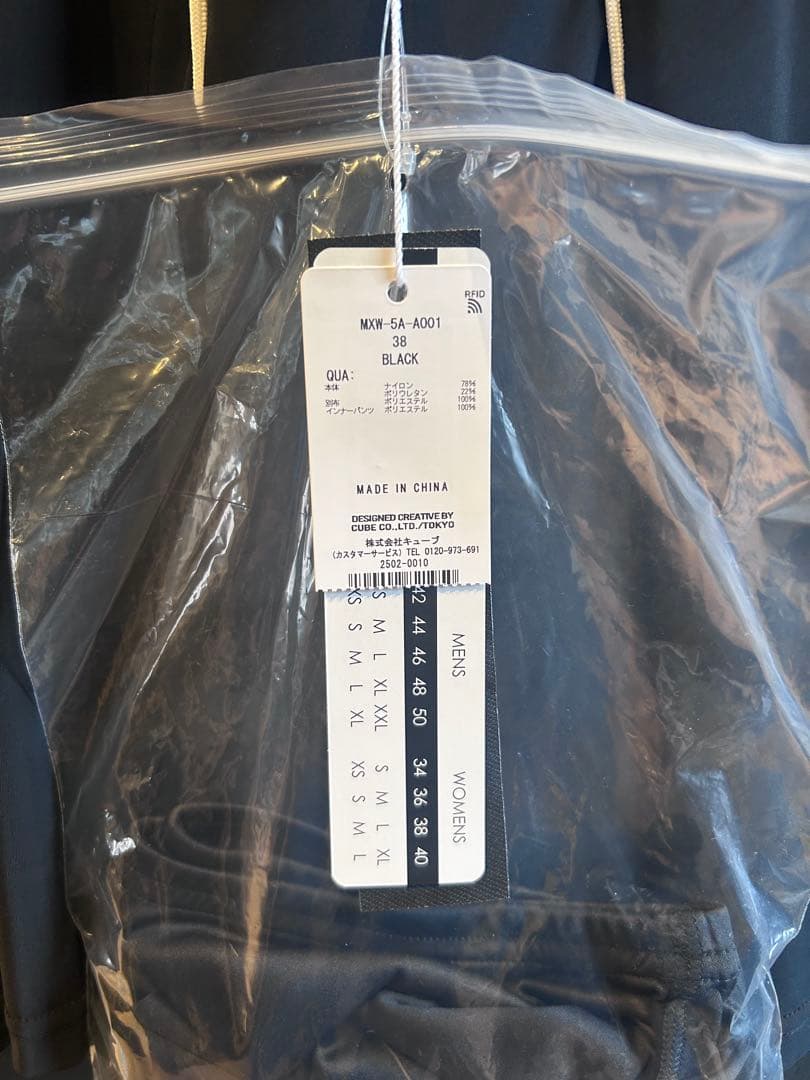 RFID
MXW-5A-A001
38
BLACK
QUA:
本体 ナイロン 78%
ポリウレタン 22%
別布 ポリエステル 100%
インナーパンツ ポリエステル 100%
MADE IN CHINA
DESIGNED CREATIVE BY
CUBE CO.,LTD./TOKYO
株式会社キューブ
(カスタマーサービス) TEL 0120-973-691
2502-0010
MENS WOMENS
42 44 46 48 50 34 36 38 40
S M L XL XXL S M L XL
XS S M L XL XS S M L